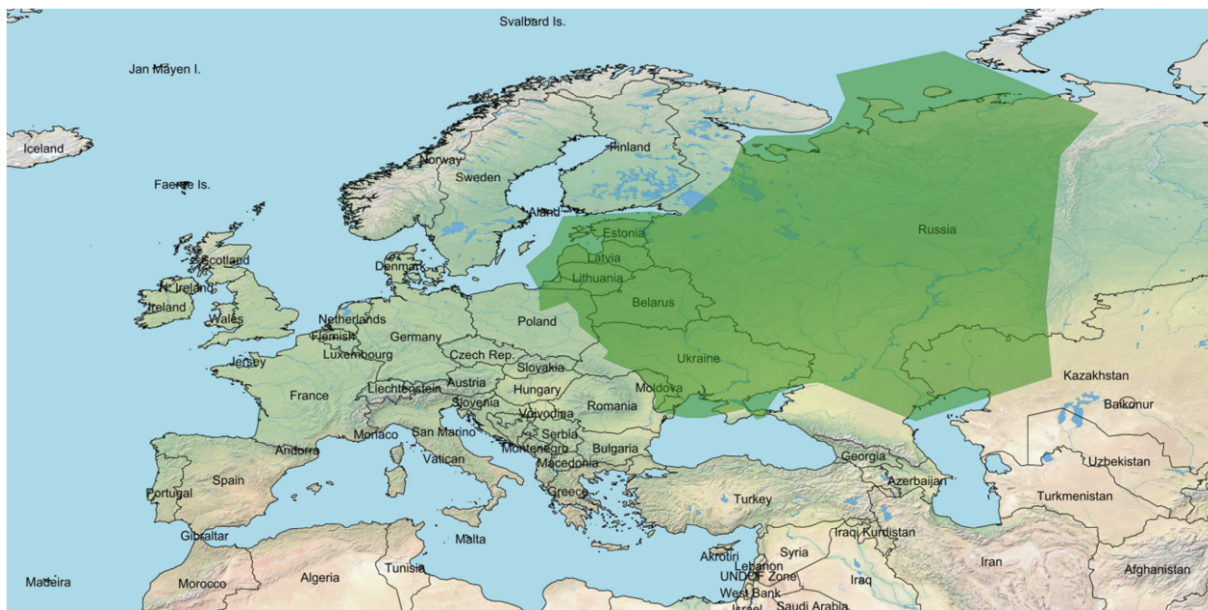 Svalbard Is.
Jan Mayen I.
Iceland
Finland
Norway
Sweden
Faeroe Is.
Aland
Estonia
Russia
Scotland
Latvia
Denmark
Lithuania
N. Ireland
Ireland
Belarus
Wales
Netherlands
Poland
Flemish
Germany
Luxembourg
Czech Rep.
Ukraine
Jersey
Slovakia
Kazakhstan
Liechtenstein
Austria
Hungary
Moldova
France
Slovenia
Romania
Baikonur
Vojvodina
Monaco
San Marino
Serbia
Andorra
Montenegro
Bulgaria
Vatican
Macedonia
Georgia
Uzbekistan
Spain
Azerbaijan
Portugal
Greece
Turkey
Turkmenistan
Gibraltar
Malta
Iraqi Kurdistan
Akrotiri
Syria
Iran
Lebanon
Tunisia
Madeira
Morocco
Algeria
UNDOF Zone
Iraq
Afghanistan
West Bank
Israel
Saudi Arabia